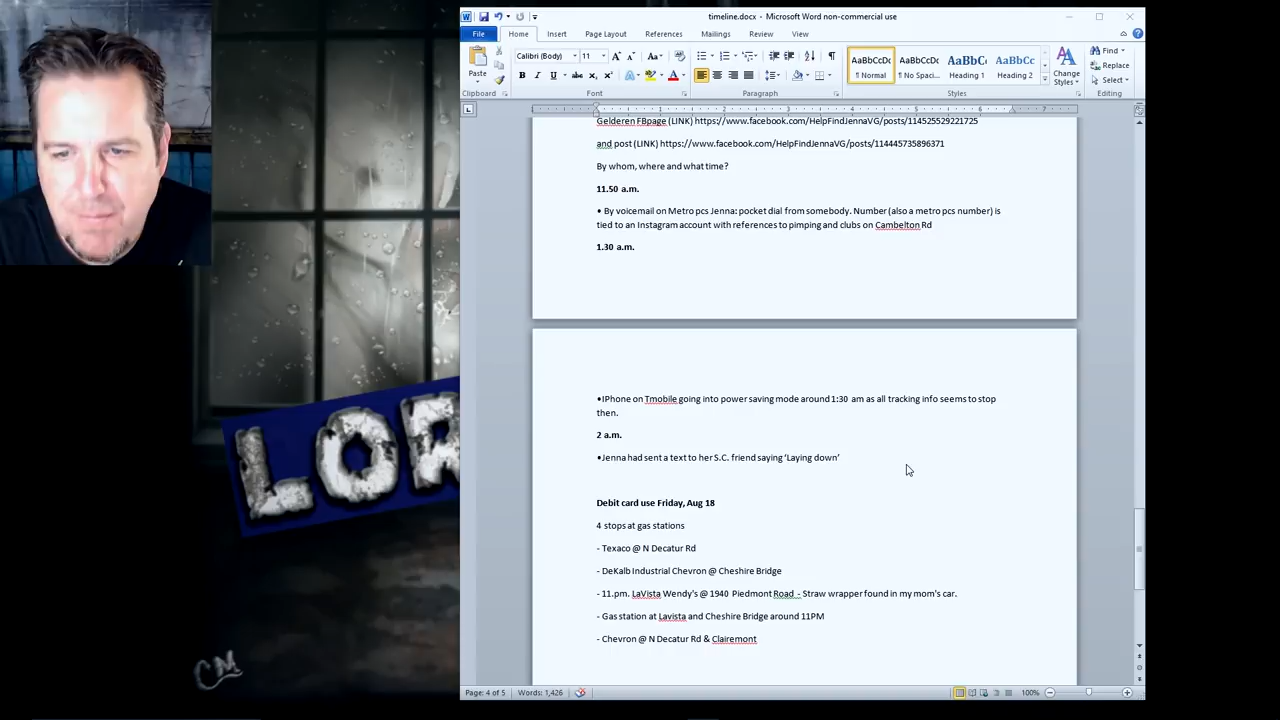 timeline.docx - Microsoft Word non-commercial use
File Home Insert Page Layout References Mailings Review View
Calibri (Body) 11
Paste
AaBbCcDc AaBbCcDc AaBbC AaBbCc
¶ Normal ¶ No Spaci... Heading 1 Heading 2
Change Styles
Find
Replace
Select
Clipboard Font Paragraph Styles Editing
Gelderen FBpage (LINK) https://www.facebook.com/HelpFindJennaVG/posts/114525529221725
and post (LINK) https://www.facebook.com/HelpFindJennaVG/posts/114445735896371
By whom, where and what time?
11.50 a.m.
• By voicemail on Metro pcs Jenna: pocket dial from somebody. Number (also a metro pcs number) is
tied to an Instagram account with references to pimping and clubs on Cambelton Rd
1.30 a.m.
•IPhone on Tmobile going into power saving mode around 1:30 am as all tracking info seems to stop
then.
2 a.m.
•Jenna had sent a text to her S.C. friend saying ‘Laying down’
Debit card use Friday, Aug 18
4 stops at gas stations
- Texaco @ N Decatur Rd
- DeKalb Industrial Chevron @ Cheshire Bridge
- 11.pm. LaVista Wendy's @ 1940 Piedmont Road - Straw wrapper found in my mom's car.
- Gas station at Lavista and Cheshire Bridge around 11PM
- Chevron @ N Decatur Rd & Clairemont
Page: 4 of 5 Words: 1,426 100%
LOR
CM